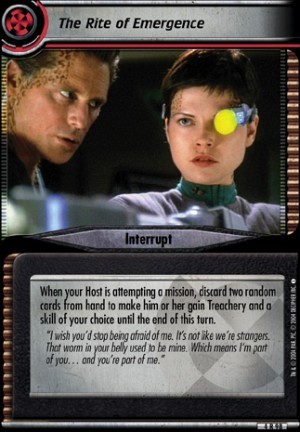 The Rite of Emergence
Interrupt
When your Host is attempting a mission, discard two random
cards from hand to make him or her gain Treachery and a
skill of your choice until the end of this turn.
"I wish you'd stop being afraid of me. It's not like we're strangers.
That worm in your belly used to be mine. Which means I'm part
of you… and you're part of me."